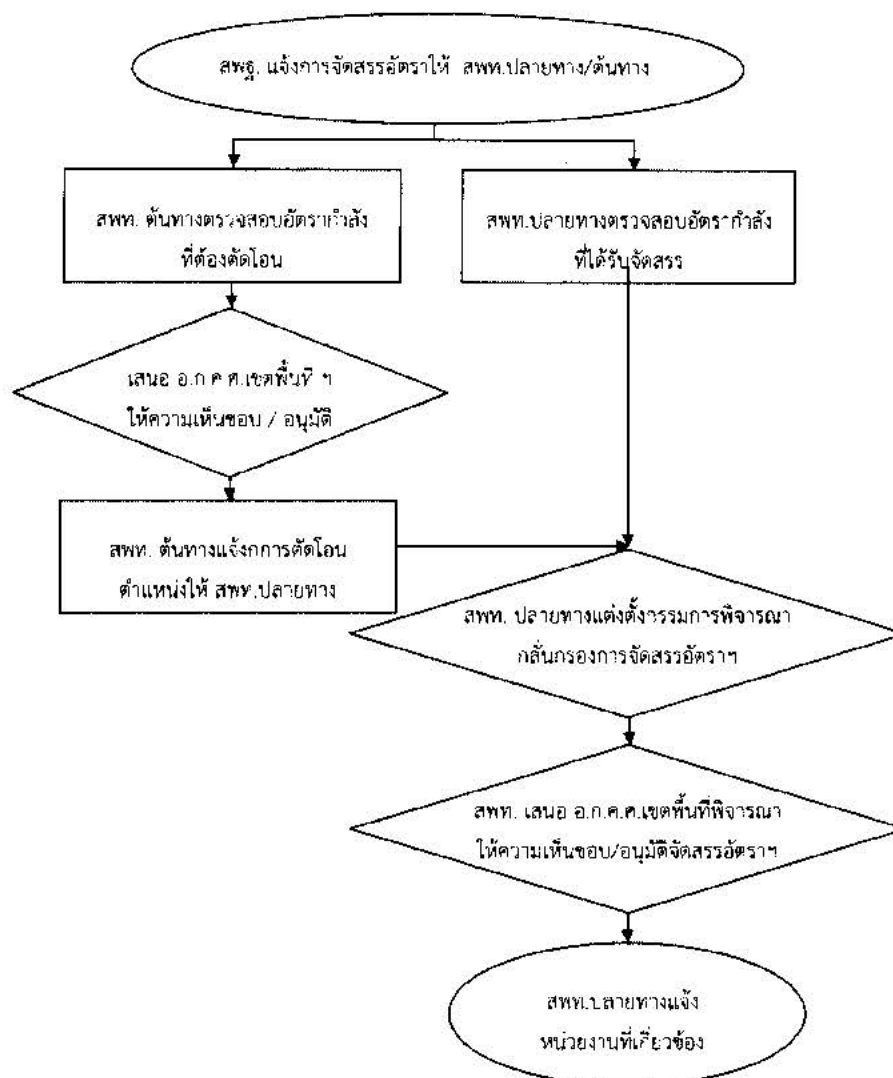 สพฐ. แจ้งการจัดสรรอัตราให้ สพท.ปลายทาง/ต้นทาง
สพท. ต้นทางตรวจสอบอัตรากำลัง
ที่ต้องตัดโอน
สพท.ปลายทางตรวจสอบอัตรากำลัง
ที่ได้รับจัดสรร
เสนอ อ.ก.ค.ศ.เขตพื้นที่ ฯ
ให้ความเห็นชอบ / อนุมัติ
สพท. ต้นทางแจ้งกการตัดโอน
ตำแหน่งให้ สพท.ปลายทาง
สพท. ปลายทางแต่งตั้งกรรมการพิจารณา
กลั่นกรองการจัดสรรอัตราฯ
สพท. เสนอ อ.ก.ค.ศ.เขตพื้นที่พิจารณา
ให้ความเห็นชอบ/อนุมัติจัดสรรอัตราฯ
สพท.ปลายทางแจ้ง
หน่วยงานที่เกี่ยวข้อง